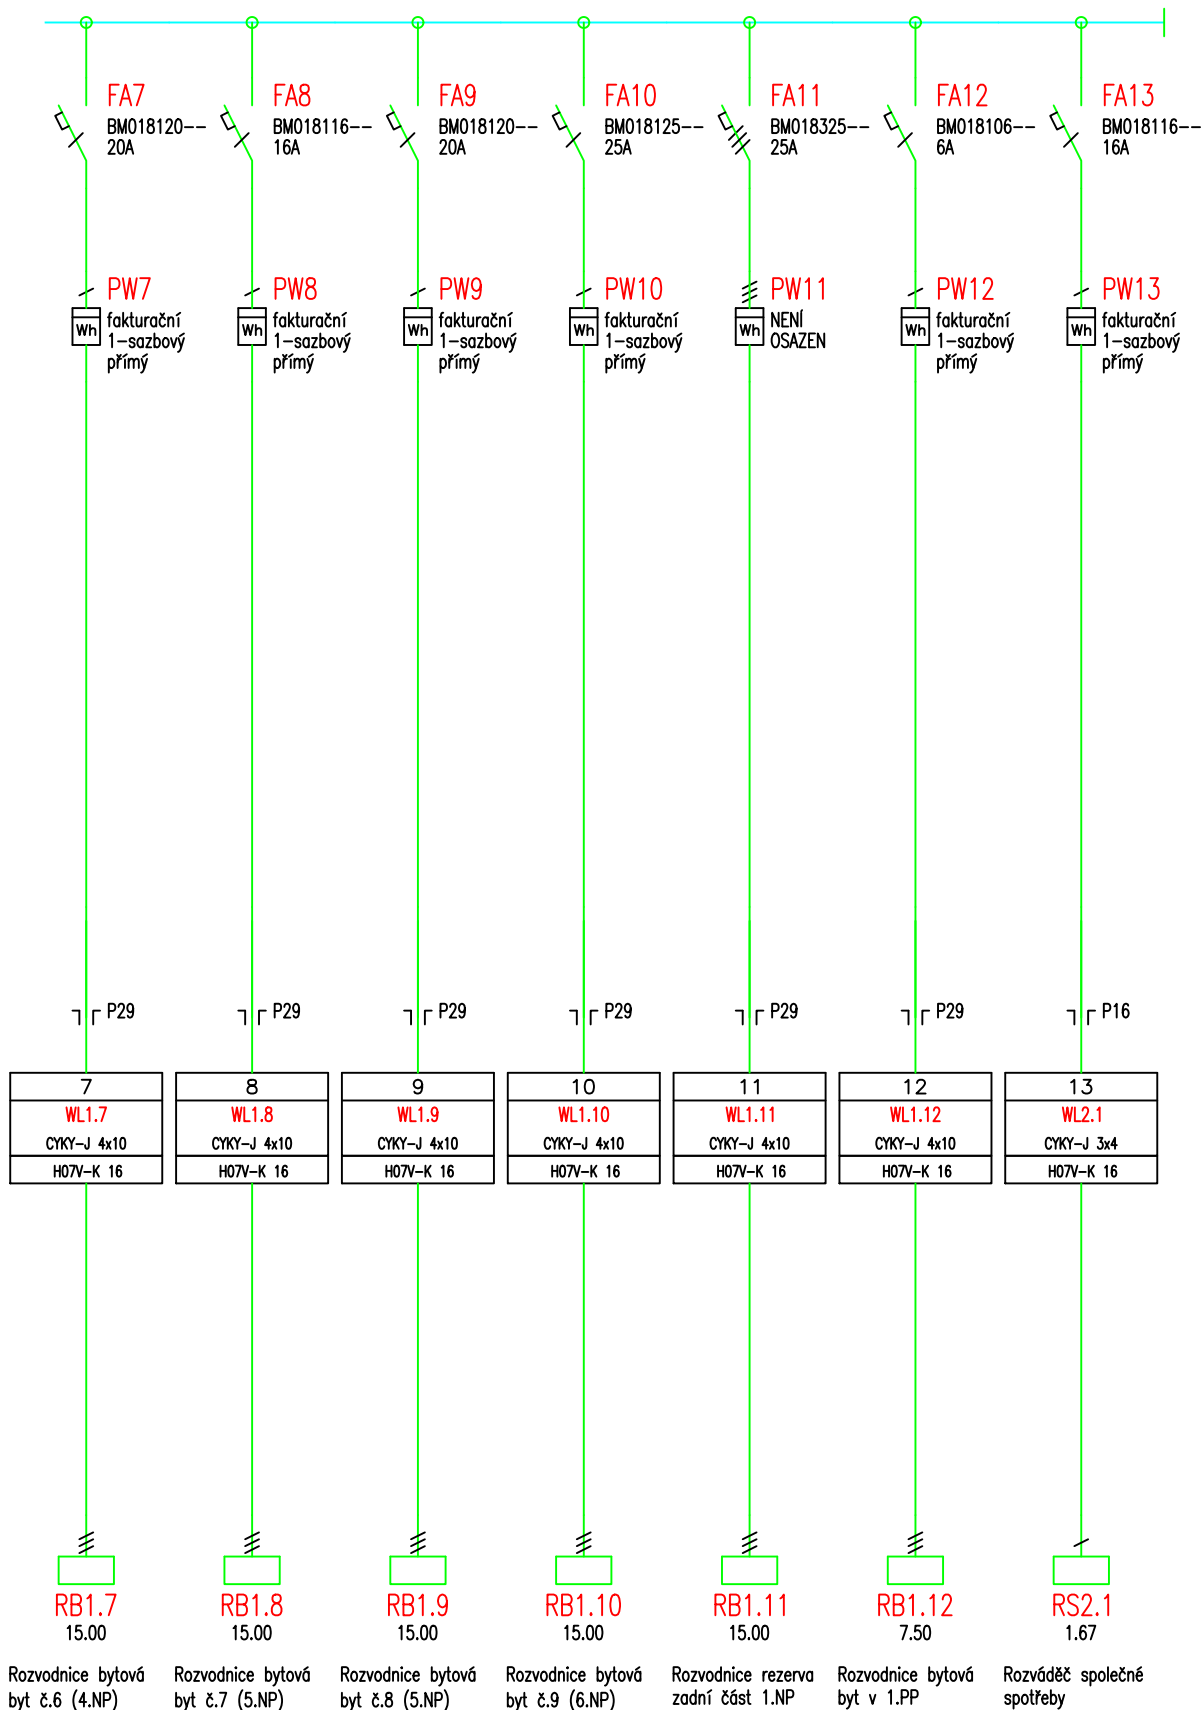 FA7
BM018120--
20A
FA8
BM018116--
16A
FA9
BM018120--
20A
FA10
BM018125--
25A
FA11
BM018325--
25A
FA12
BM018106--
6A
FA13
BM018116--
16A
PW7
Wh
fakturační
1-sazbový
přímý
PW8
Wh
fakturační
1-sazbový
přímý
PW9
Wh
fakturační
1-sazbový
přímý
PW10
Wh
fakturační
1-sazbový
přímý
PW11
Wh
NENÍ
OSAZEN
PW12
Wh
fakturační
1-sazbový
přímý
PW13
Wh
fakturační
1-sazbový
přímý
P29
P29
P29
P29
P29
P29
P16
7
WL1.7
CYKY-J 4x10
H07V-K 16
8
WL1.8
CYKY-J 4x10
H07V-K 16
9
WL1.9
CYKY-J 4x10
H07V-K 16
10
WL1.10
CYKY-J 4x10
H07V-K 16
11
WL1.11
CYKY-J 4x10
H07V-K 16
12
WL1.12
CYKY-J 4x10
H07V-K 16
13
WL2.1
CYKY-J 3x4
H07V-K 16
RB1.7
15.00
Rozvodnice bytová
byt č.6 (4.NP)
RB1.8
15.00
Rozvodnice bytová
byt č.7 (5.NP)
RB1.9
15.00
Rozvodnice bytová
byt č.8 (5.NP)
RB1.10
15.00
Rozvodnice bytová
byt č.9 (6.NP)
RB1.11
15.00
Rozvodnice rezerva
zadní část 1.NP
RB1.12
7.50
Rozvodnice bytová
byt v 1.PP
RS2.1
1.67
Rozváděč společné
spotřeby